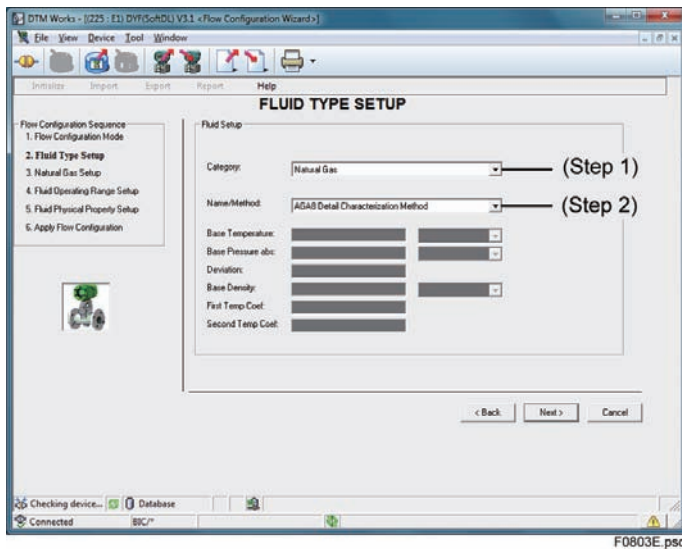 DTM Works - [(225 : E1) DYF(SoftDL) V3.1 <Flow Configuration Wizard>]
File View Device Tool Window
Initialize Import Export Report Help
FLUID TYPE SETUP
Flow Configuration Sequence
1. Flow Configuration Mode
2. Fluid Type Setup
3. Natural Gas Setup
4. Fluid Operating Range Setup
5. Fluid Physical Property Setup
6. Apply Flow Configuration
Fluid Setup
Category: Natural Gas (Step 1)
Name/Method: AGA8 Detail Characterization Method (Step 2)
Base Temperature:
Base Pressure abs:
Deviation:
Base Density:
First Temp Coef:
Second Temp Coef:
< Back Next > Cancel
Checking device... Database
Connected BIC/*
F0803E.psd